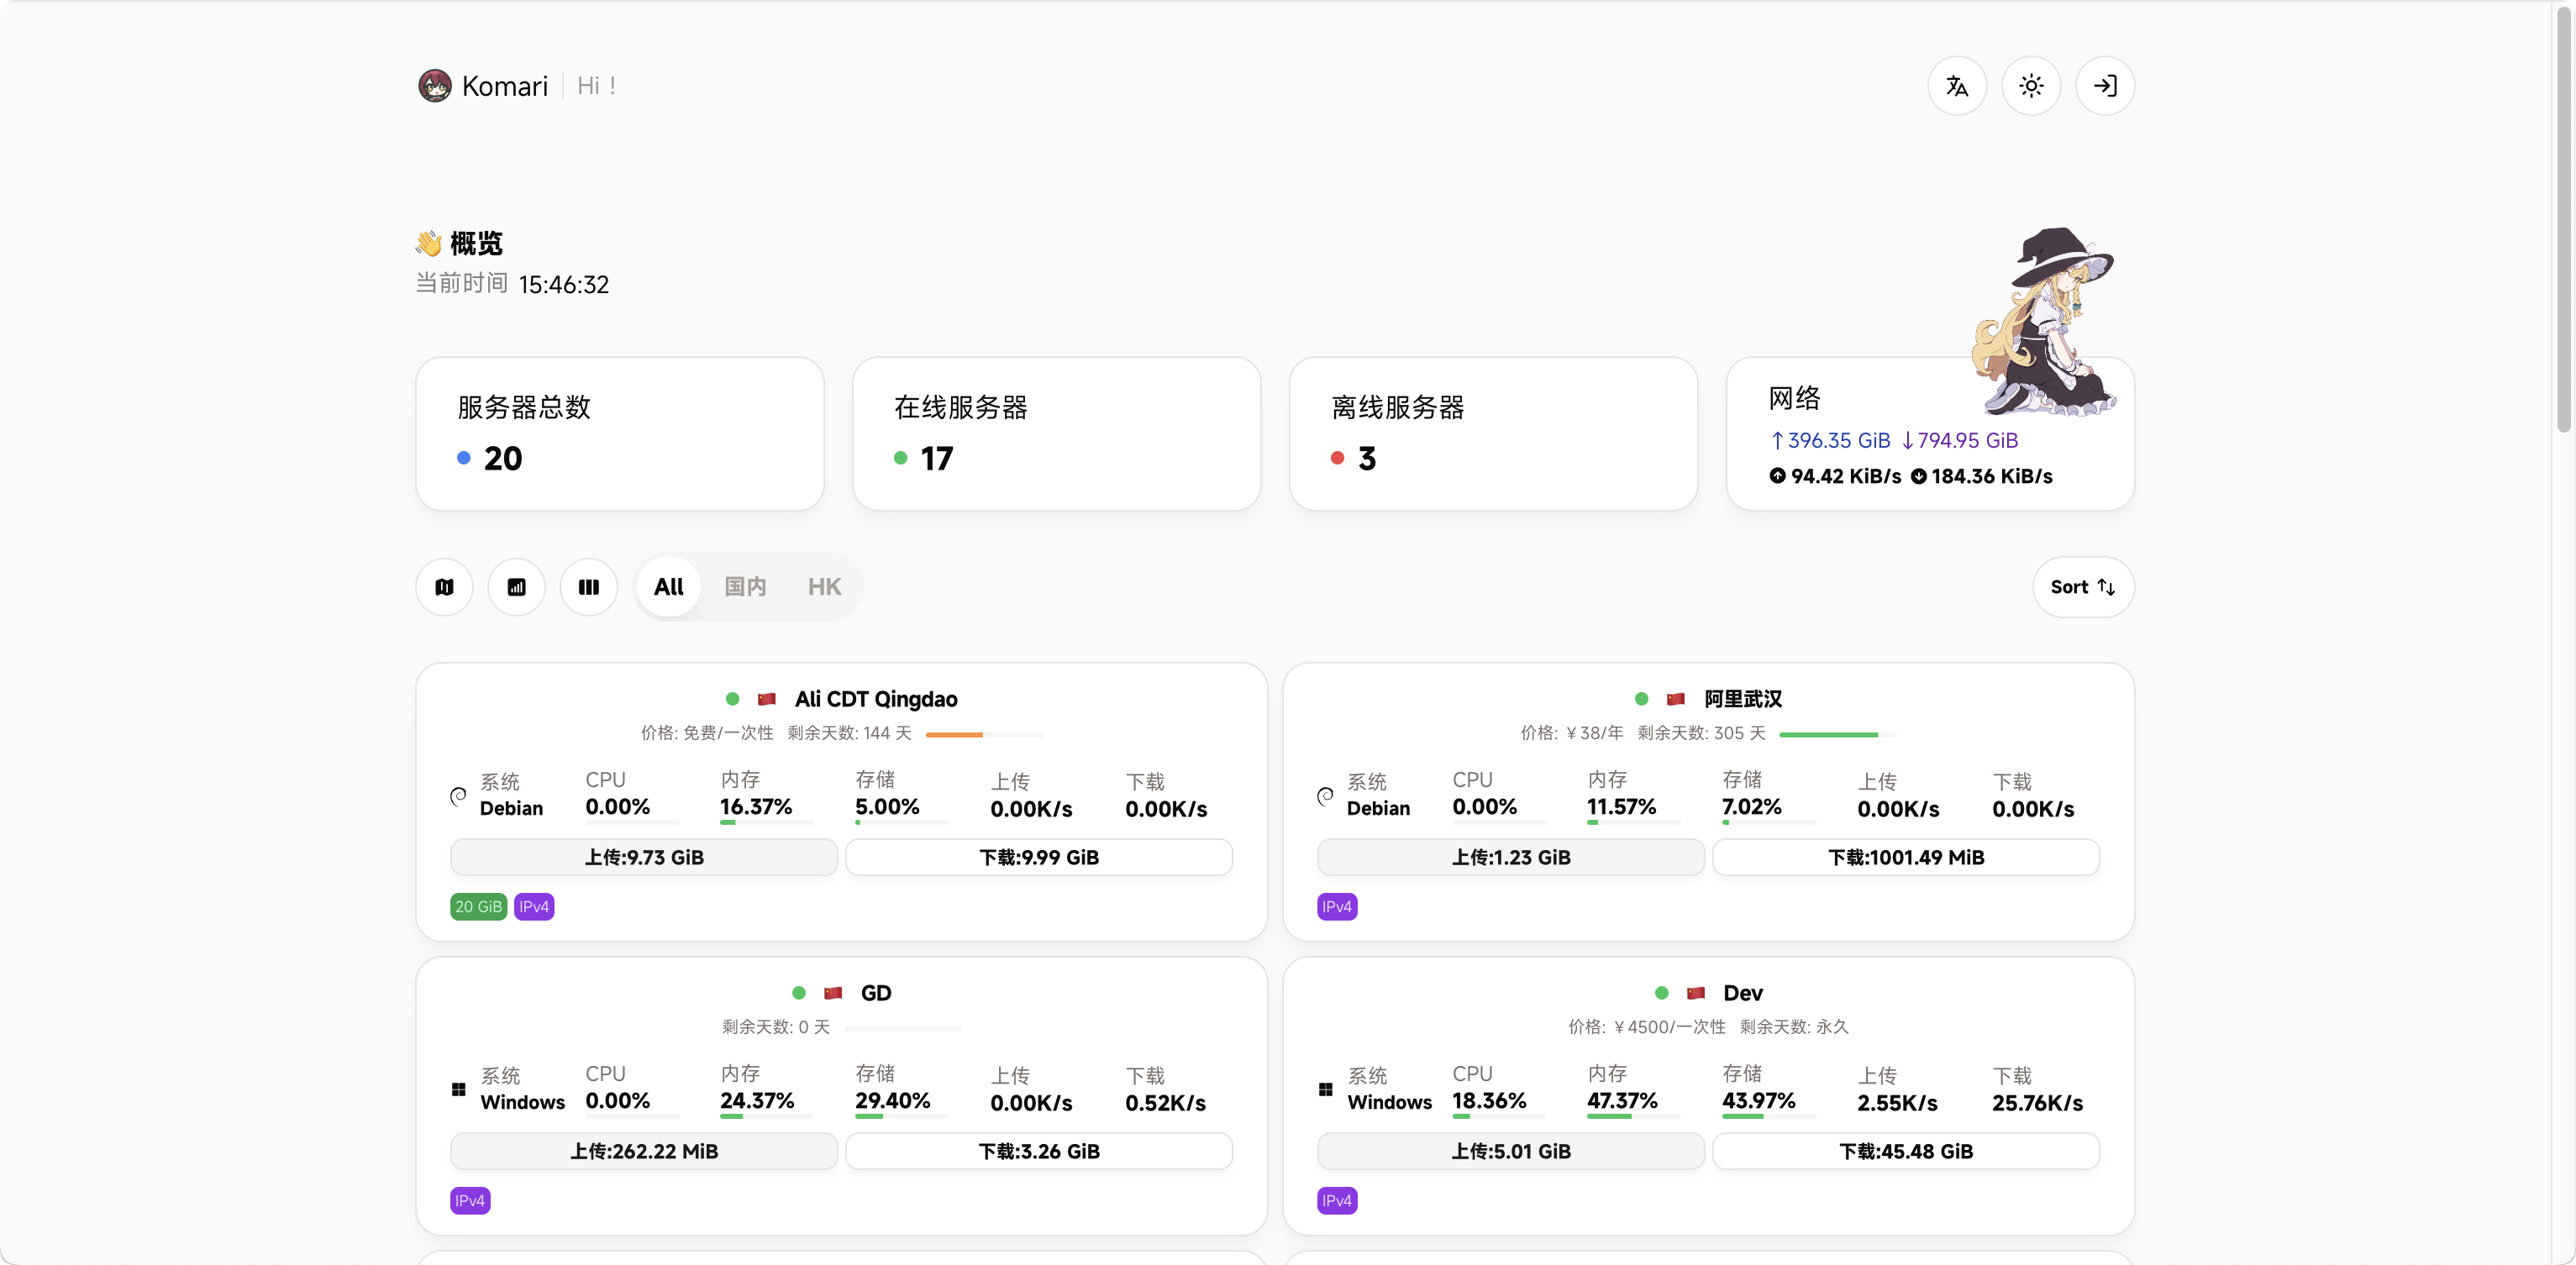 Komari Hi !
👋 概览
当前时间 15:46:32
服务器总数
20
在线服务器
17
离线服务器
3
网络
↑396.35 GiB ↓794.95 GiB
94.42 KiB/s 184.36 KiB/s
All 国内 HK
Sort
Ali CDT Qingdao
价格: 免费/一次性 剩余天数: 144 天
系统 CPU 内存 存储 上传 下载
Debian 0.00% 16.37% 5.00% 0.00K/s 0.00K/s
上传:9.73 GiB 下载:9.99 GiB
20 GiB IPv4
阿里武汉
价格: ¥38/年 剩余天数: 305 天
系统 CPU 内存 存储 上传 下载
Debian 0.00% 11.57% 7.02% 0.00K/s 0.00K/s
上传:1.23 GiB 下载:1001.49 MiB
IPv4
GD
剩余天数: 0 天
系统 CPU 内存 存储 上传 下载
Windows 0.00% 24.37% 29.40% 0.00K/s 0.52K/s
上传:262.22 MiB 下载:3.26 GiB
IPv4
Dev
价格: ¥4500/一次性 剩余天数: 永久
系统 CPU 内存 存储 上传 下载
Windows 18.36% 47.37% 43.97% 2.55K/s 25.76K/s
上传:5.01 GiB 下载:45.48 GiB
IPv4